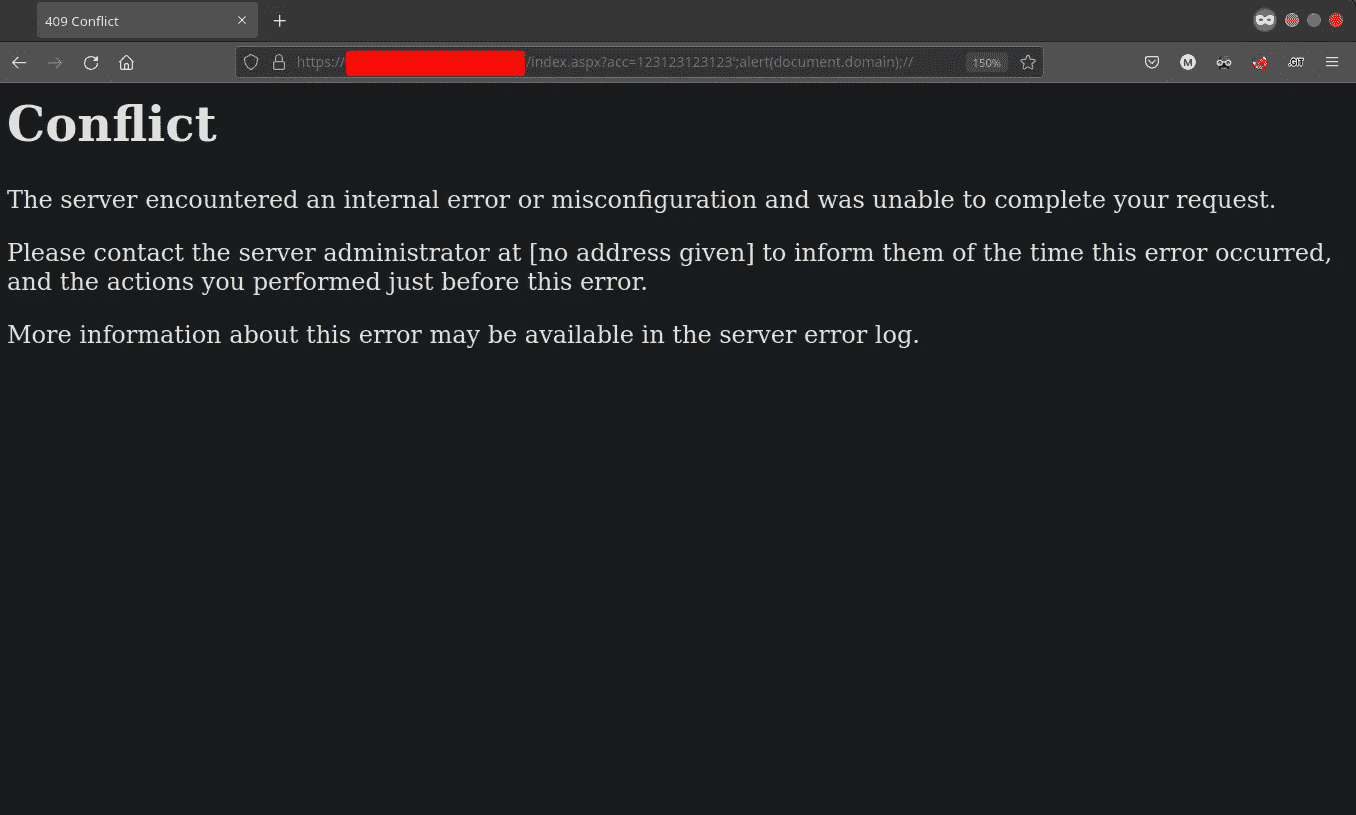 409 Conflict
https:// /index.aspx?acc=123123123123';alert(document.domain);//
150%
M
.GIT
Conflict
The server encountered an internal error or misconfiguration and was unable to complete your request.
Please contact the server administrator at [no address given] to inform them of the time this error occurred,
and the actions you performed just before this error.
More information about this error may be available in the server error log.